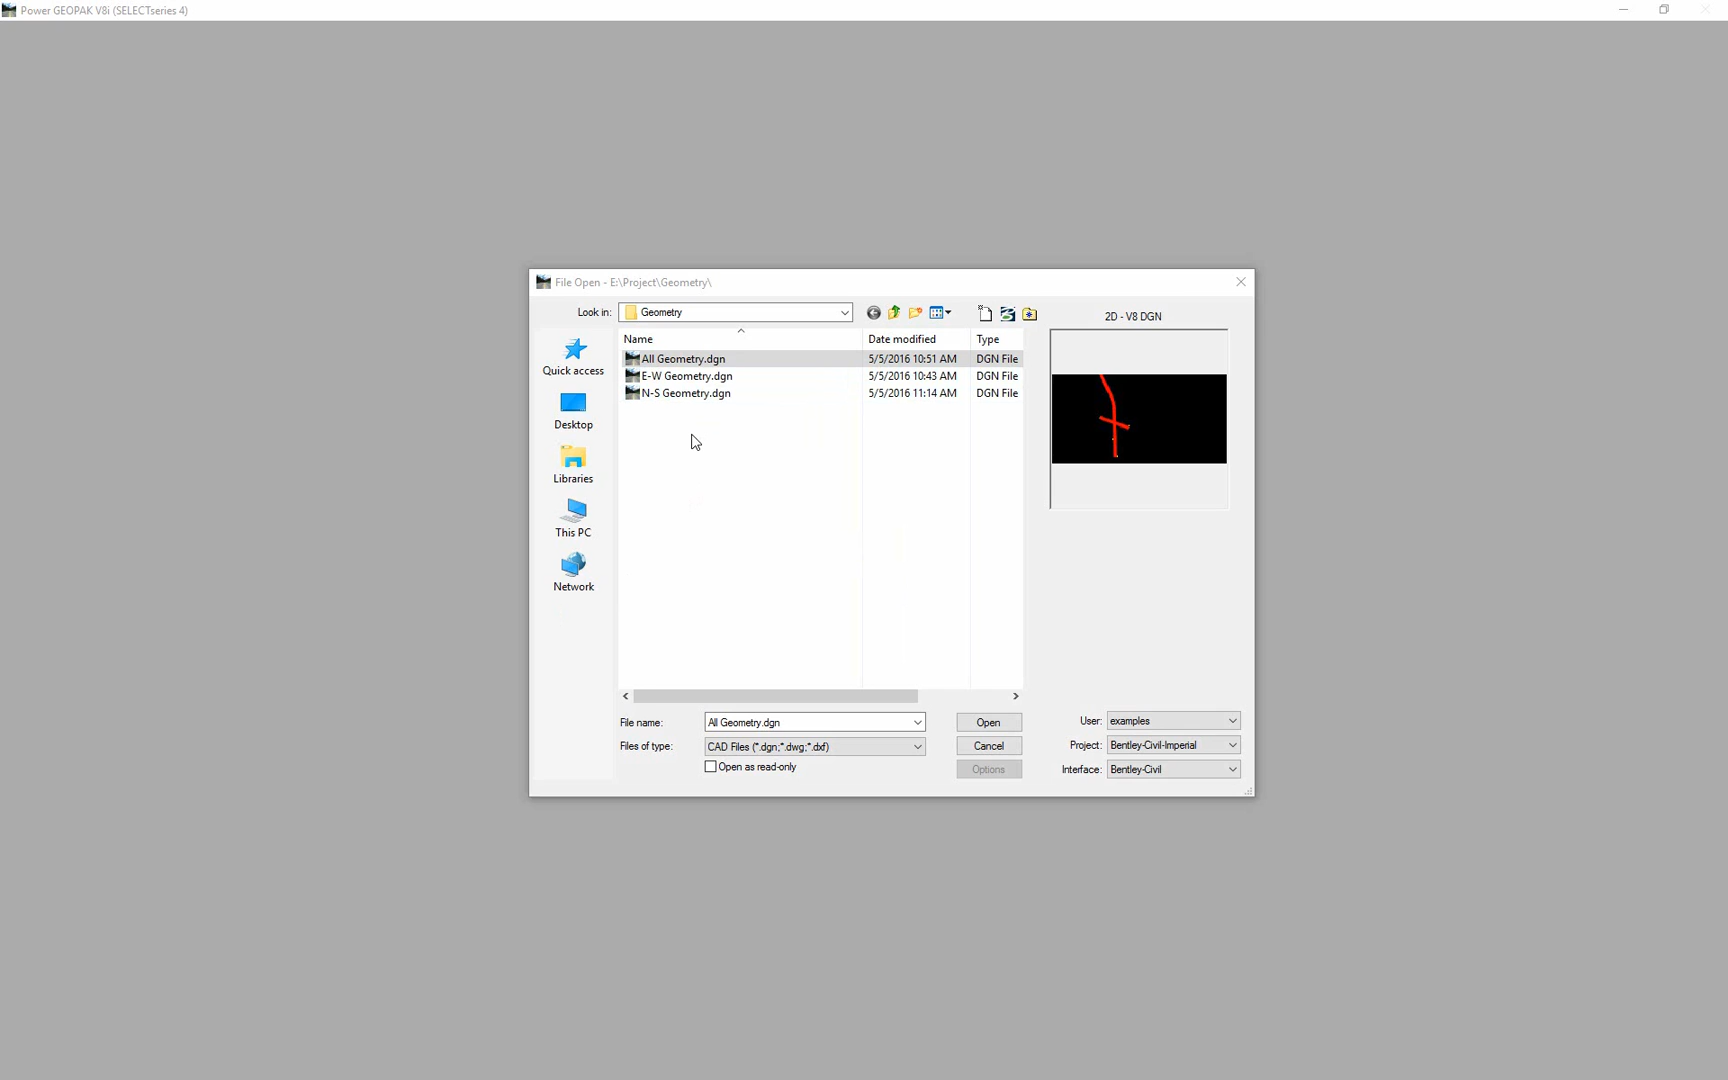 Power GEOPAK V8i (SELECTseries 4)
File Open - E:\Project\Geometry\
Look in: Geometry
2D - V8 DGN
Name Date modified Type
All Geometry.dgn 5/5/2016 10:51 AM DGN File
E-W Geometry.dgn 5/5/2016 10:43 AM DGN File
N-S Geometry.dgn 5/5/2016 11:14 AM DGN File
Quick access
Desktop
Libraries
This PC
Network
File name: All Geometry.dgn Open
User: examples
Files of type: CAD Files (*.dgn;*.dwg;*.dxf) Cancel
Project: Bentley-Civil-Imperial
Open as read-only Options
Interface: Bentley-Civil